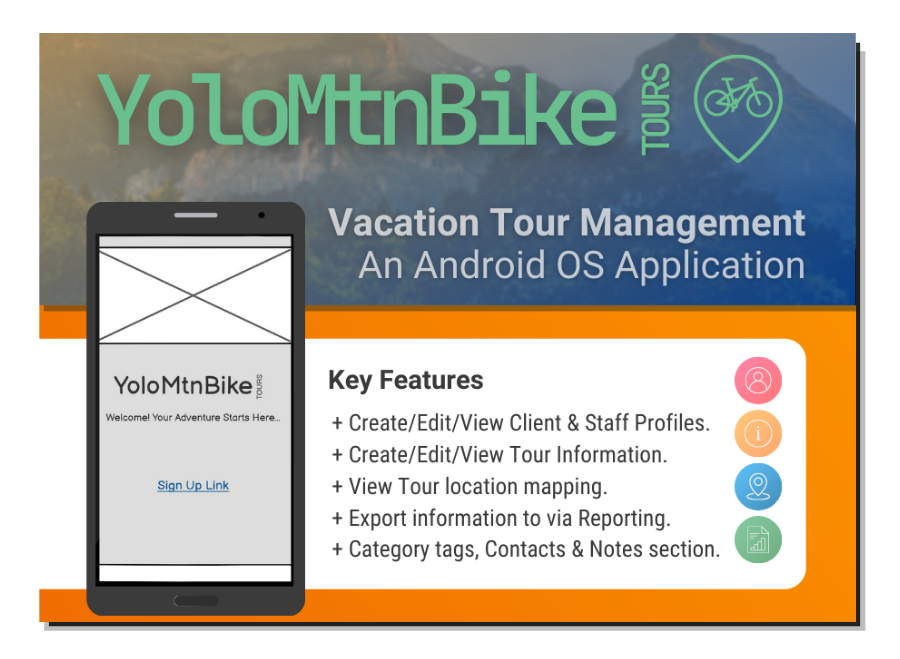 YoloMtnBike TOURS
Vacation Tour Management
An Android OS Application
YoloMtnBike TOURS
Welcome! Your Adventure Starts Here...
Sign Up Link
Key Features
+ Create/Edit/View Client & Staff Profiles.
+ Create/Edit/View Tour Information.
+ View Tour location mapping.
+ Export information to via Reporting.
+ Category tags, Contacts & Notes section.
i